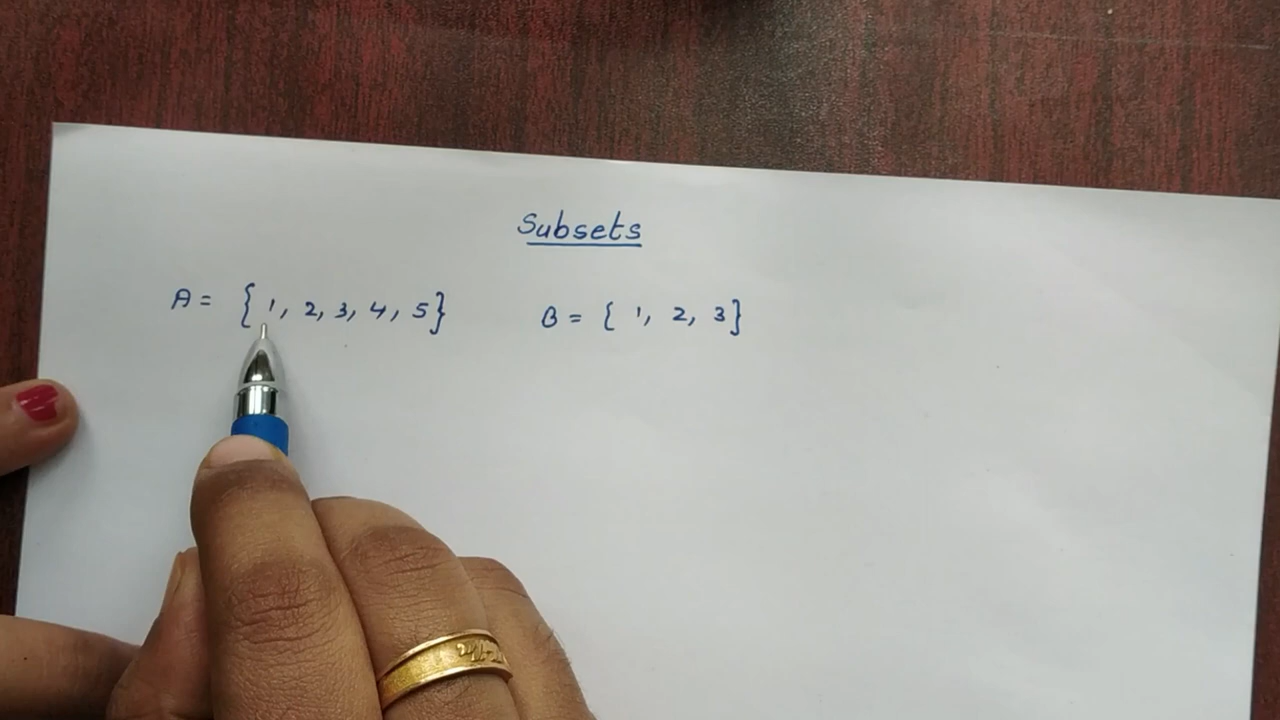 Subsets
A = { 1, 2, 3, 4, 5} B = { 1, 2, 3}